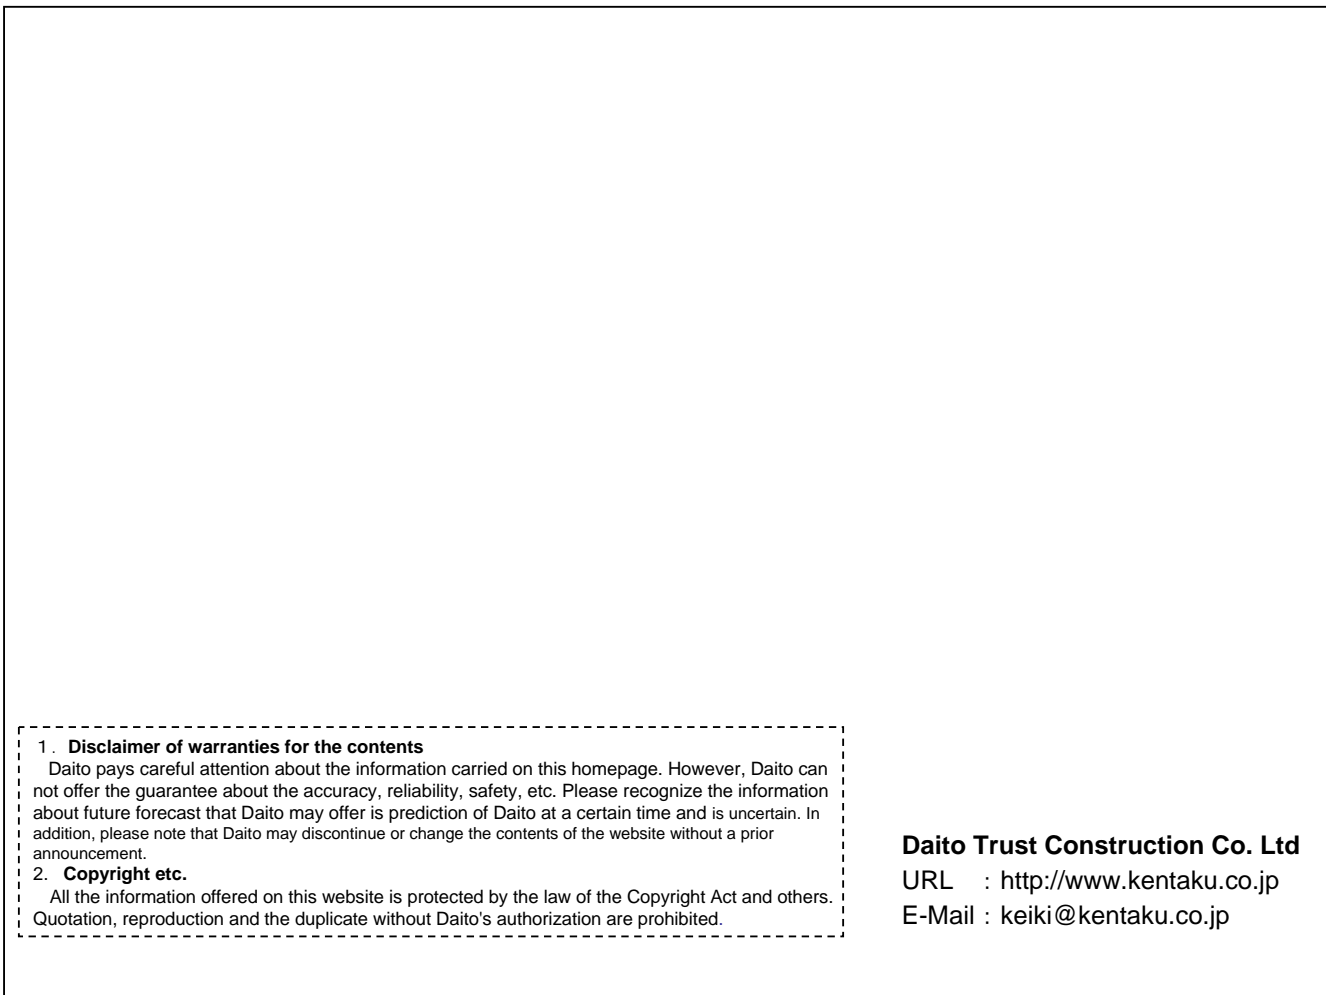 １. Disclaimer of warranties for the contents
Daito pays careful attention about the information carried on this homepage. However, Daito can
not offer the guarantee about the accuracy, reliability, safety, etc. Please recognize the information
about future forecast that Daito may offer is prediction of Daito at a certain time and is uncertain. In
addition, please note that Daito may discontinue or change the contents of the website without a prior
announcement.
2. Copyright etc.
All the information offered on this website is protected by the law of the Copyright Act and others.
Quotation, reproduction and the duplicate without Daito's authorization are prohibited.
Daito Trust Construction Co. Ltd
URL : http://www.kentaku.co.jp
E-Mail : keiki@kentaku.co.jp